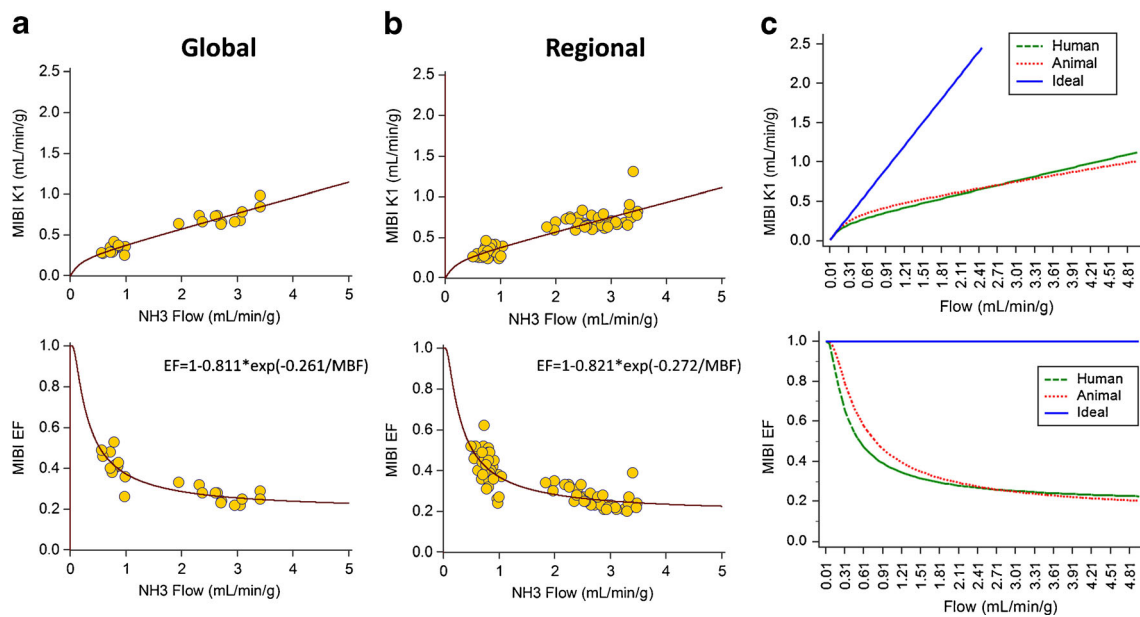 a
Global
MIBI K1 (mL/min/g)
2.5
2.0
1.5
1.0
0.5
0.0
0 1 2 3 4 5
NH3 Flow (mL/min/g)
EF=1-0.811*exp(-0.261/MBF)
MIBI EF
1.0
0.8
0.6
0.4
0.2
0.0
0 1 2 3 4 5
NH3 Flow (mL/min/g)
b
Regional
MIBI K1 (mL/min/g)
2.5
2.0
1.5
1.0
0.5
0.0
0 1 2 3 4 5
NH3 Flow (mL/min/g)
EF=1-0.821*exp(-0.272/MBF)
MIBI EF
1.0
0.8
0.6
0.4
0.2
0.0
0 1 2 3 4 5
NH3 Flow (mL/min/g)
c
Human
Animal
Ideal
MIBI K1 (mL/min/g)
2.5
2.0
1.5
1.0
0.5
0.0
0.01 0.31 0.61 0.91 1.21 1.51 1.81 2.11 2.41 2.71 3.01 3.31 3.61 3.91 4.21 4.51 4.81
Flow (mL/min/g)
Human
Animal
Ideal
MIBI EF
1.0
0.8
0.6
0.4
0.2
0.0
0.01 0.31 0.61 0.91 1.21 1.51 1.81 2.11 2.41 2.71 3.01 3.31 3.61 3.91 4.21 4.51 4.81
Flow (mL/min/g)